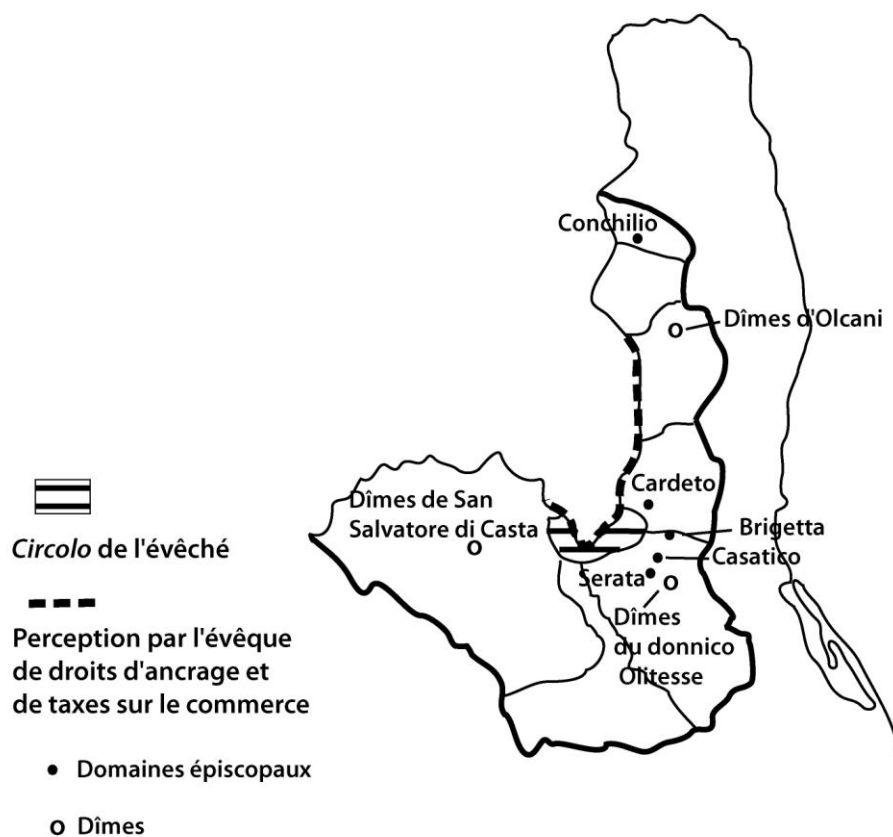 Conchilio
Dîmes d'Olcani
Cardeto
Dîmes de San
Salvatore di Casta
Brigetta
Casatico
Serata
Dîmes
du donnico
Olitesse
Circolo de l'évêché
Perception par l'évêque
de droits d'ancrage et
de taxes sur le commerce
Domaines épiscopaux
Dîmes